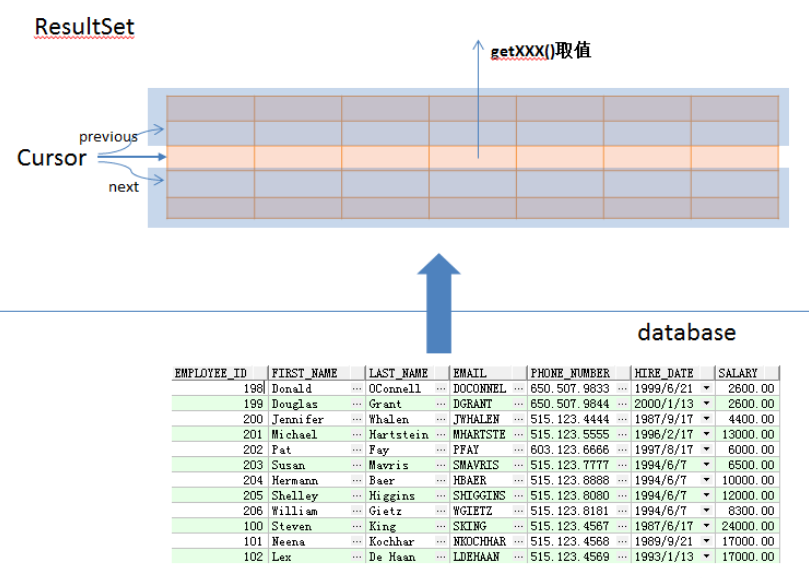 ResultSet
getXXX()取值
previous
Cursor
next
database
EMPLOYEE_ID FIRST_NAME LAST_NAME EMAIL PHONE_NUMBER HIRE_DATE SALARY
198 Donald ... OConnell ... DOCONNEL ... 650.507.9833 ... 1999/6/21 2600.00
199 Douglas ... Grant ... DGRANT ... 650.507.9844 ... 2000/1/13 2600.00
200 Jennifer ... Whalen ... JWHALEN ... 515.123.4444 ... 1987/9/17 4400.00
201 Michael ... Hartstein ... MHARTSTE ... 515.123.5555 ... 1996/2/17 13000.00
202 Pat ... Fay ... PFAY ... 603.123.6666 ... 1997/8/17 6000.00
203 Susan ... Mavris ... SMAVRIS ... 515.123.7777 ... 1994/6/7 6500.00
204 Hermann ... Baer ... HBAER ... 515.123.8888 ... 1994/6/7 10000.00
205 Shelley ... Higgins ... SHIGGINS ... 515.123.8080 ... 1994/6/7 12000.00
206 William ... Gietz ... WGIETZ ... 515.123.8181 ... 1994/6/7 8300.00
100 Steven ... King ... SKING ... 515.123.4567 ... 1987/6/17 24000.00
101 Neena ... Kochhar ... NKOCHHAR ... 515.123.4568 ... 1989/9/21 17000.00
102 Lex ... De Haan ... LDEHAAN ... 515.123.4569 ... 1993/1/13 17000.00